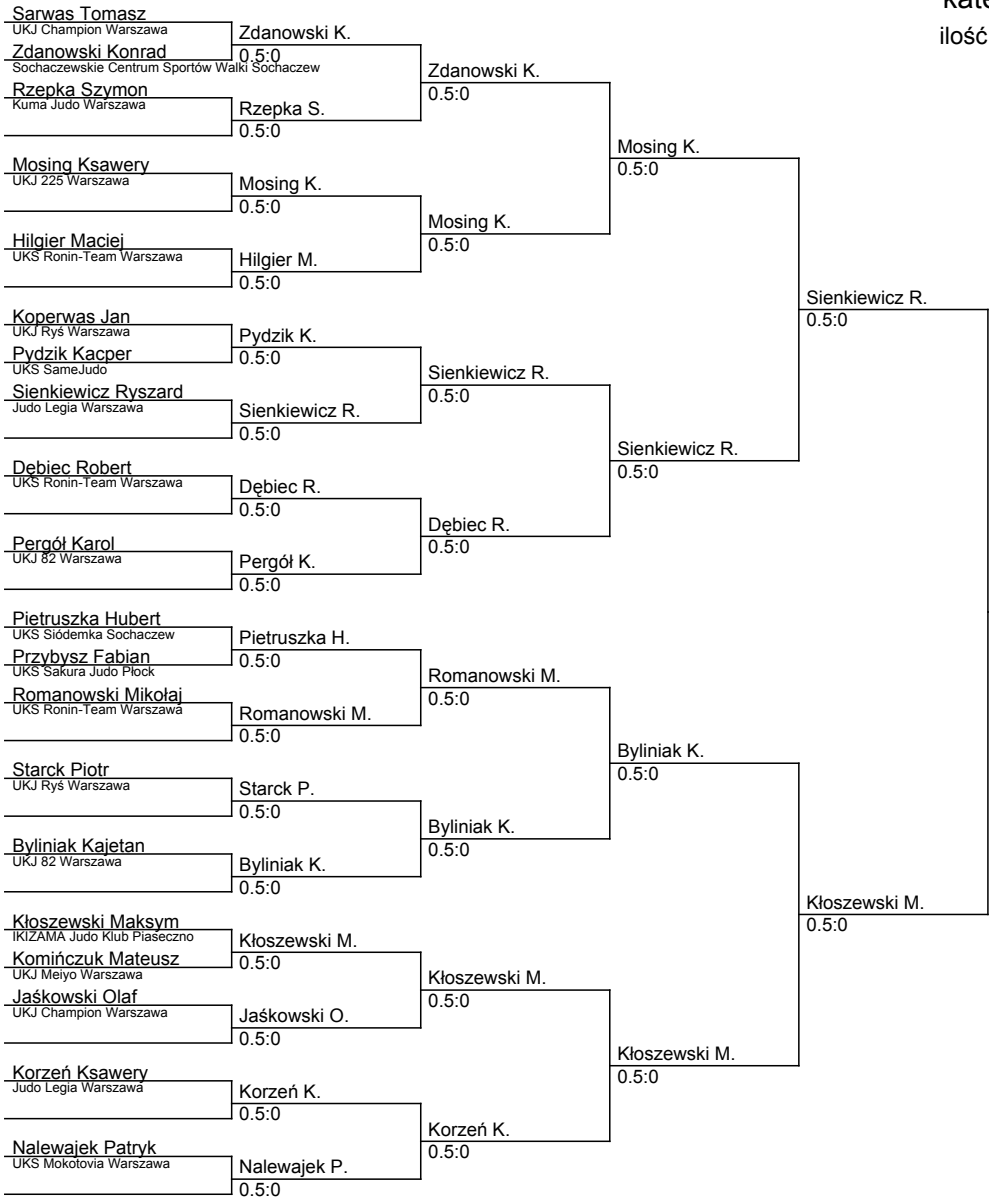 Sarwas Tomasz
UKJ Champion Warszawa
Zdanowski Konrad
Sochaczewskie Centrum Sportów Walki Sochaczew
Rzepka Szymon
Kuma Judo Warszawa
Mosing Ksawery
UKJ 225 Warszawa
Hilgier Maciej
UKS Ronin-Team Warszawa
Koperwas Jan
UKJ Ryś Warszawa
Pydzik Kacper
UKS SameJudo
Sienkiewicz Ryszard
Judo Legia Warszawa
Dębiec Robert
UKS Ronin-Team Warszawa
Pergół Karol
UKJ 82 Warszawa
Pietruszka Hubert
UKS Siódemka Sochaczew
Przybysz Fabian
UKS Sakura Judo Płock
Romanowski Mikołaj
UKS Ronin-Team Warszawa
Starck Piotr
UKJ Ryś Warszawa
Byliniak Kajetan
UKJ 82 Warszawa
Kłoszewski Maksym
IKIZAMA Judo Klub Piaseczno
Komińczuk Mateusz
UKJ Meiyo Warszawa
Jaśkowski Olaf
UKJ Champion Warszawa
Korzeń Ksawery
Judo Legia Warszawa
Nalewajek Patryk
UKS Mokotovia Warszawa
Zdanowski K.
0.5:0
Rzepka S.
0.5:0
Mosing K.
0.5:0
Hilgier M.
0.5:0
Pydzik K.
0.5:0
Sienkiewicz R.
0.5:0
Dębiec R.
0.5:0
Pergół K.
0.5:0
Pietruszka H.
0.5:0
Romanowski M.
0.5:0
Starck P.
0.5:0
Byliniak K.
0.5:0
Kłoszewski M.
0.5:0
Jaśkowski O.
0.5:0
Korzeń K.
0.5:0
Nalewajek P.
0.5:0
Zdanowski K.
0.5:0
Mosing K.
0.5:0
Sienkiewicz R.
0.5:0
Dębiec R.
0.5:0
Romanowski M.
0.5:0
Byliniak K.
0.5:0
Kłoszewski M.
0.5:0
Korzeń K.
0.5:0
Mosing K.
0.5:0
Sienkiewicz R.
0.5:0
Byliniak K.
0.5:0
Kłoszewski M.
0.5:0
Sienkiewicz R.
0.5:0
Kłoszewski M.
0.5:0
ilość